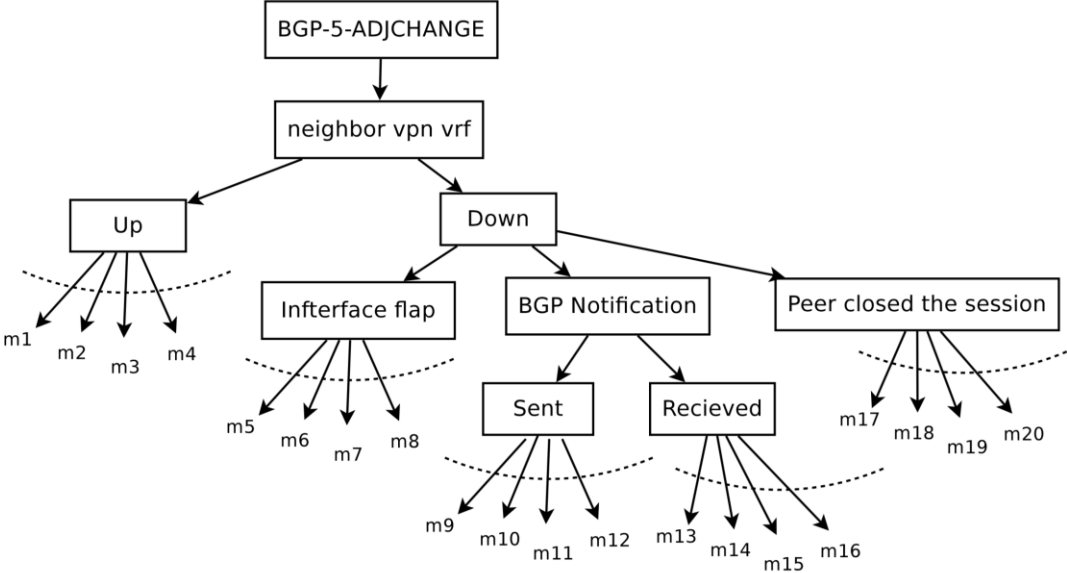 BGP-5-ADJCHANGE
neighbor vpn vrf
Up
Down
Infterface flap
BGP Notification
Peer closed the session
m1
m2
m3
m4
Sent
Recieved
m5
m6
m7
m8
m17
m18
m19
m20
m9
m10
m11
m12
m13
m14
m15
m16